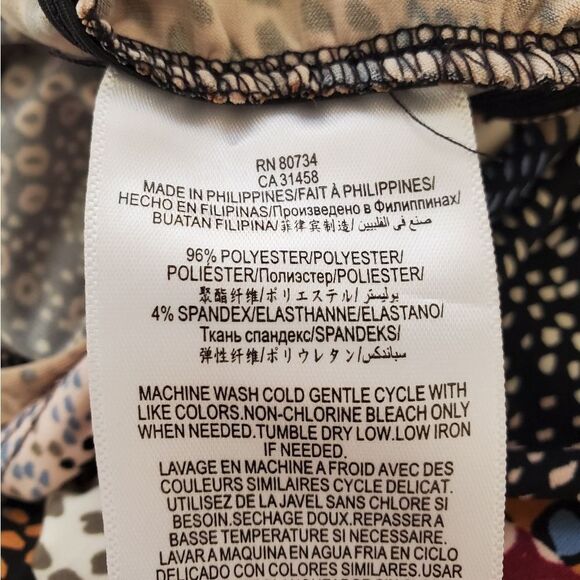 RN 80734
CA 31458
MADE IN PHILIPPINES/FAIT À PHILIPPINES/
HECHO EN FILIPINAS/Произведено в Филиппинах/
BUATAN FILIPINA/菲律宾制造/صنع في الفلبين/
96% POLYESTER/POLYESTER/
POLIÉSTER/Полиэстер/POLIESTER/
聚酯纤维/ポリエステル/بوليستر/
4% SPANDEX/ELASTHANNE/ELASTANO/
Ткань спандекс/SPANDEKS/
弹性纤维/ポリウレタン/سباندكس/
MACHINE WASH COLD GENTLE CYCLE WITH
LIKE COLORS.NON-CHLORINE BLEACH ONLY
WHEN NEEDED.TUMBLE DRY LOW.LOW IRON
IF NEEDED.
LAVAGE EN MACHINE A FROID AVEC DES
COULEURS SIMILAIRES CYCLE DELICAT.
UTILISEZ DE LA JAVEL SANS CHLORE SI
BESOIN.SECHAGE DOUX.REPASSER A
BASSE TEMPERATURE SI NECESSAIRE.
LAVAR A MAQUINA EN AGUA FRIA EN CICLO
DELICADO CON COLORES SIMILARES.USAR